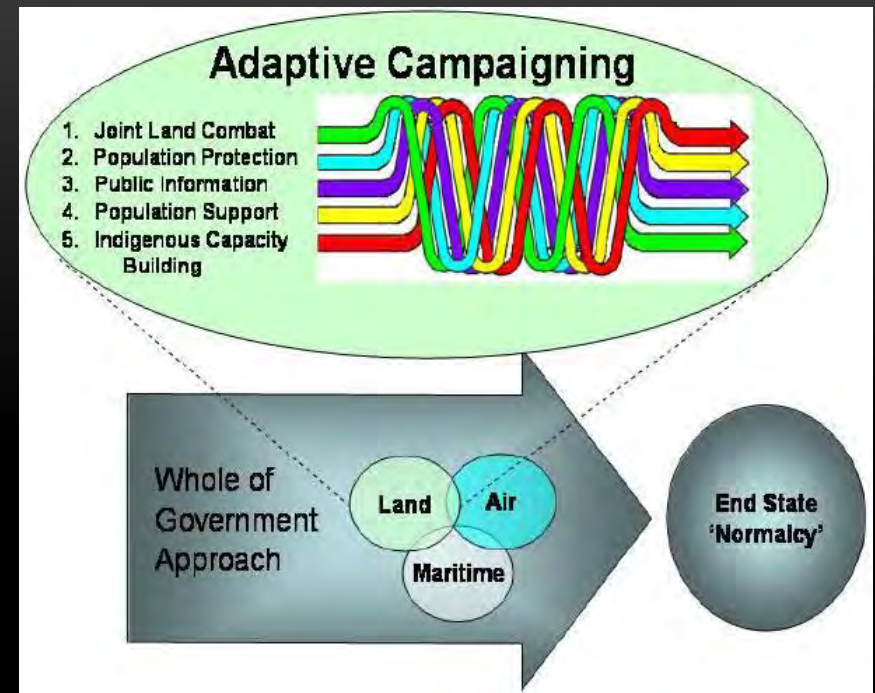 Adaptive Campaigning
1. Joint Land Combat
2. Population Protection
3. Public Information
4. Population Support
5. Indigenous Capacity
Building
Whole of
Government
Approach
Land
Air
Maritime
End State
'Normalcy'